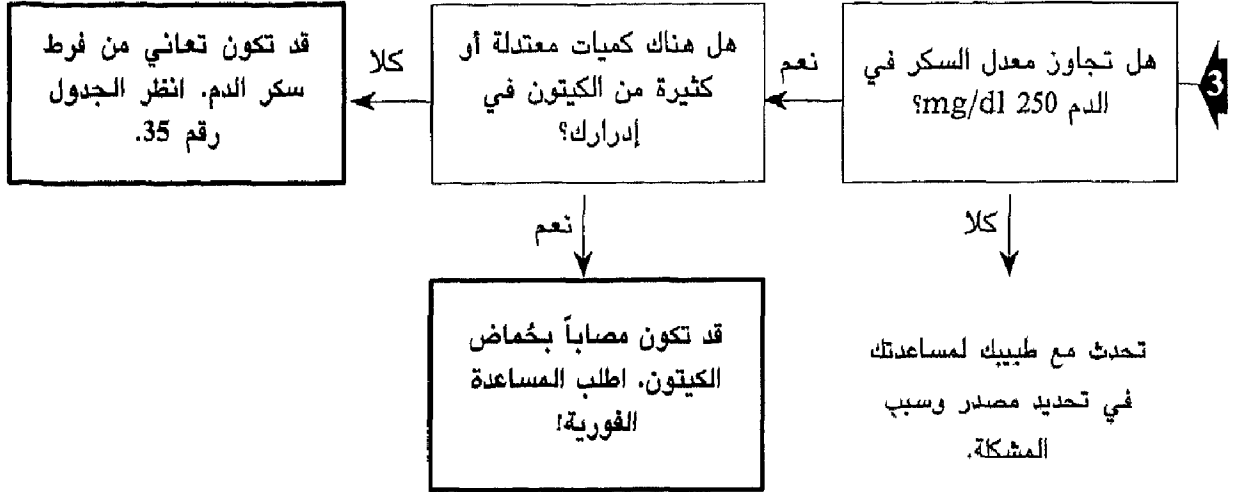 3
هل تجاوز معدل السكر في
الدم 250 mg/dl؟
نعم
هل هناك كميات معتدلة أو
كثيرة من الكيتون في
إدرارك؟
كلا
قد تكون تعاني من فرط
سكر الدم. انظر الجدول
رقم 35.
كلا
نعم
تحدث مع طبيبك لمساعدتك
في تحديد مصدر وسبب
المشكلة.
قد تكون مصاباً بحُماض
الكيتون. اطلب المساعدة
الفورية!